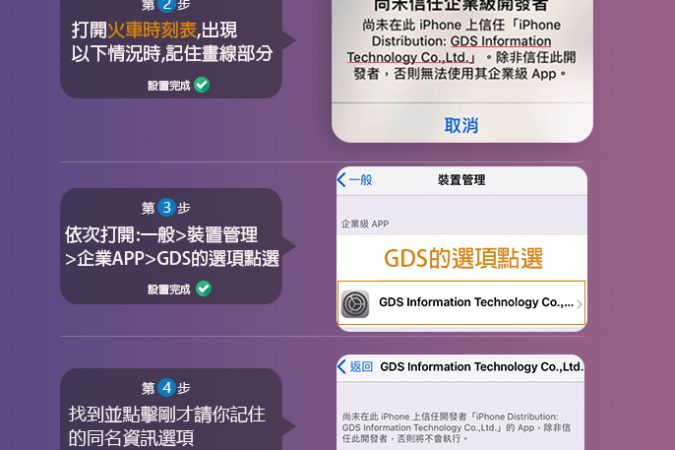 第2步
打開火車時刻表,出現
以下情況時,記住畫線部分
設置完成
尚未信任企業級開發者
尚未在此 iPhone 上信任「iPhone
Distribution: GDS Information
Technology Co.,Ltd.」。除非信任此開
發者，否則無法使用其企業級 App。
取消
第3步
依次打開:一般>裝置管理
>企業APP>GDS的選項點選
設置完成
一般
裝置管理
企業級 APP
GDS的選項點選
GDS Information Technology Co.,...
第4步
找到並點擊剛才請你記住
的同名資訊選項
返回 GDS Information Technology Co.,Ltd.
尚未在此 iPhone 上信任開發者「iPhone Distribution:
GDS Information Technology Co.,Ltd.」的 App，除非信
任此開發者，否則將不會執行。